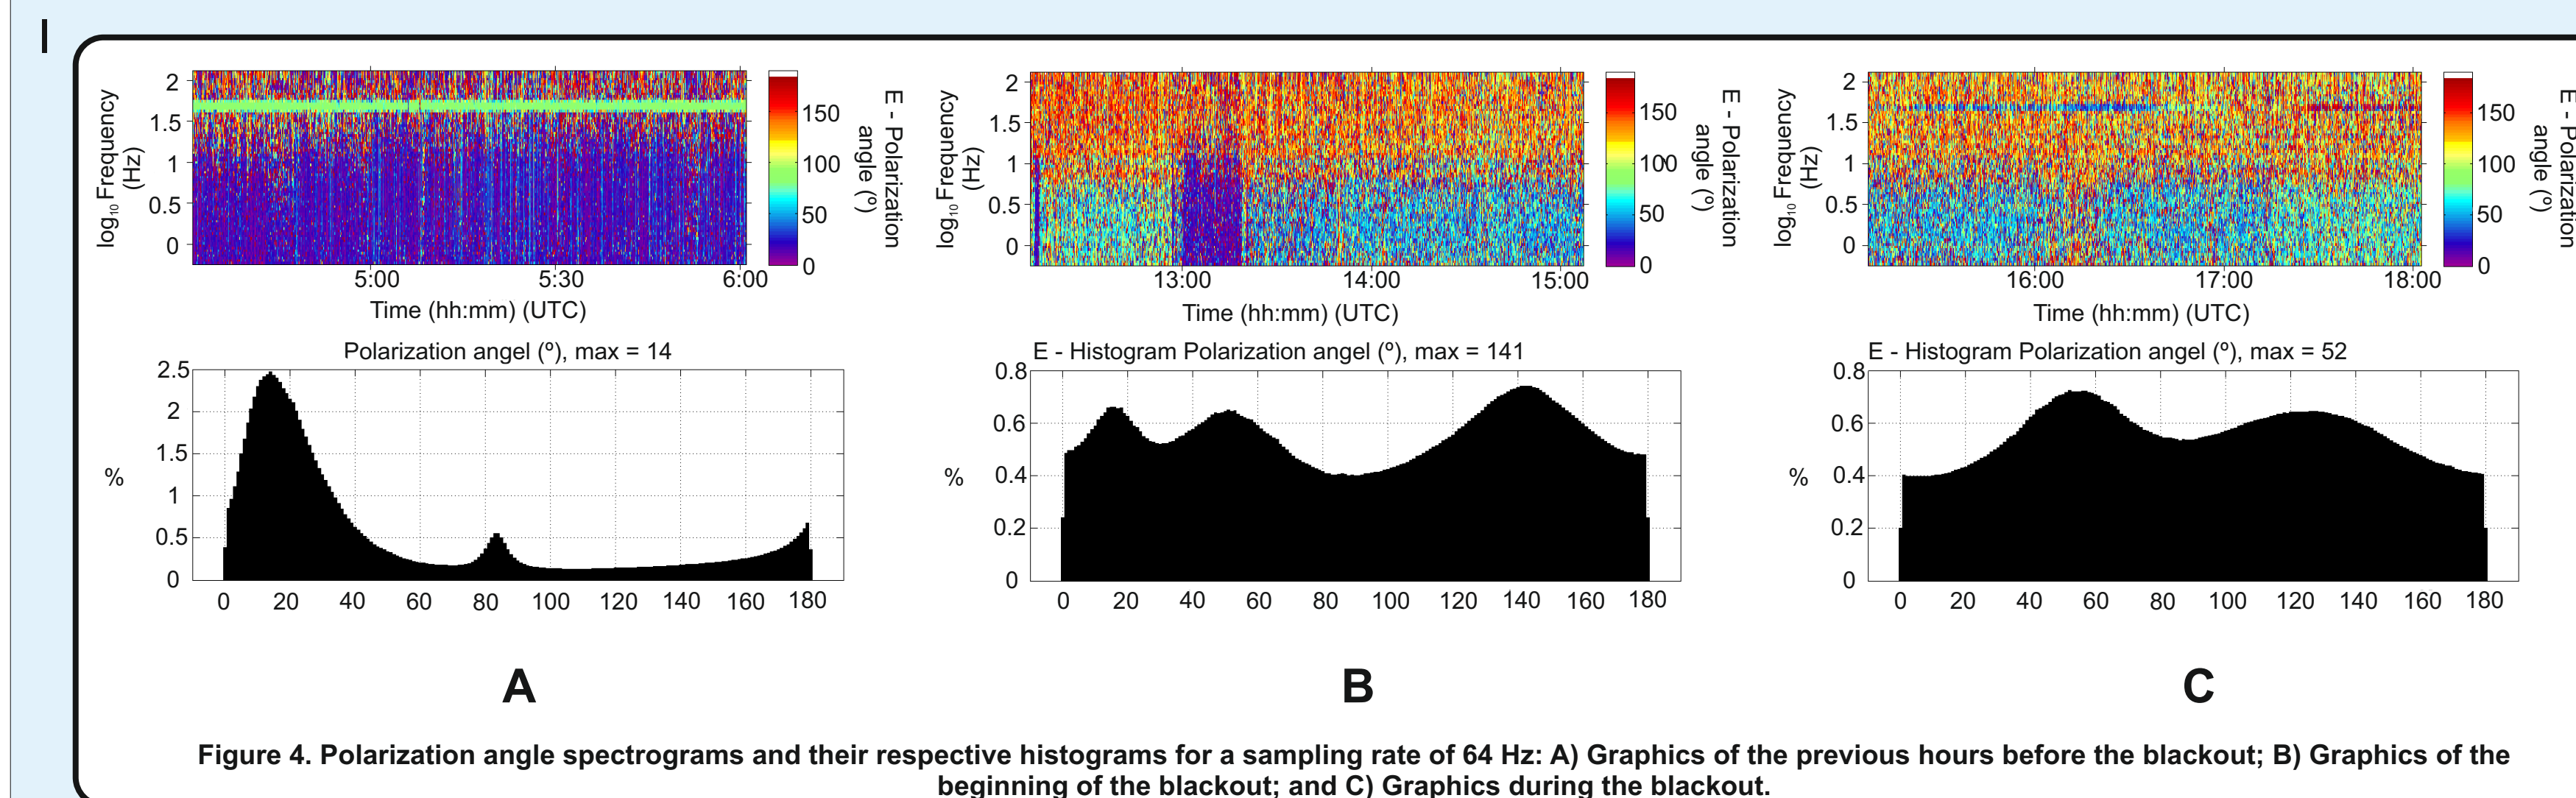 2
1.5
1
0.5
0
log10 Frequency
(Hz)
5:00 5:30 6:00
Time (hh:mm) (UTC)
150
100
50
0
E - Polarization
angle (º)
2
1.5
1
0.5
0
log10 Frequency
(Hz)
13:00 14:00 15:00
Time (hh:mm) (UTC)
150
100
50
0
E - Polarization
angle (º)
2
1.5
1
0.5
0
log10 Frequency
(Hz)
16:00 17:00 18:00
Time (hh:mm) (UTC)
150
100
50
0
E - Polarization
angle (º)
Polarization angel (º), max = 14
2.5
2
1.5
1
0.5
0
%
0 20 40 60 80 100 120 140 160 180
A
E - Histogram Polarization angel (º), max = 141
0.8
0.6
0.4
0.2
0
%
0 20 40 60 80 100 120 140 160 180
B
E - Histogram Polarization angel (º), max = 52
0.8
0.6
0.4
0.2
0
%
0 20 40 60 80 100 120 140 160 180
C
Figure 4. Polarization angle spectrograms and their respective histograms for a sampling rate of 64 Hz: A) Graphics of the previous hours before the blackout; B) Graphics of the
beginning of the blackout; and C) Graphics during the blackout.